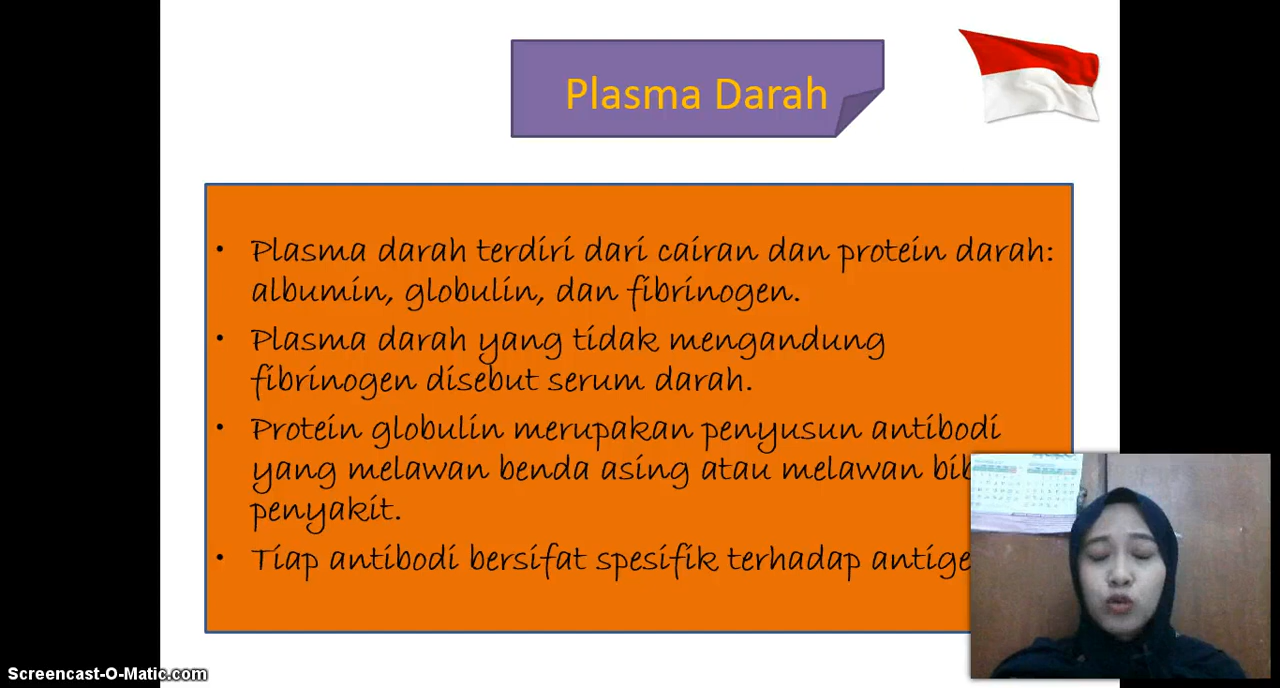 Plasma Darah
• Plasma darah terdiri dari cairan dan protein darah:
albumin, globulin, dan fibrinogen.
• Plasma darah yang tidak mengandung
fibrinogen disebut serum darah.
• Protein globulin merupakan penyusun antibodi
yang melawan benda asing atau melawan
penyakit.
• Tiap antibodi bersifat spesifik terhadap
Screencast-O-Matic.com